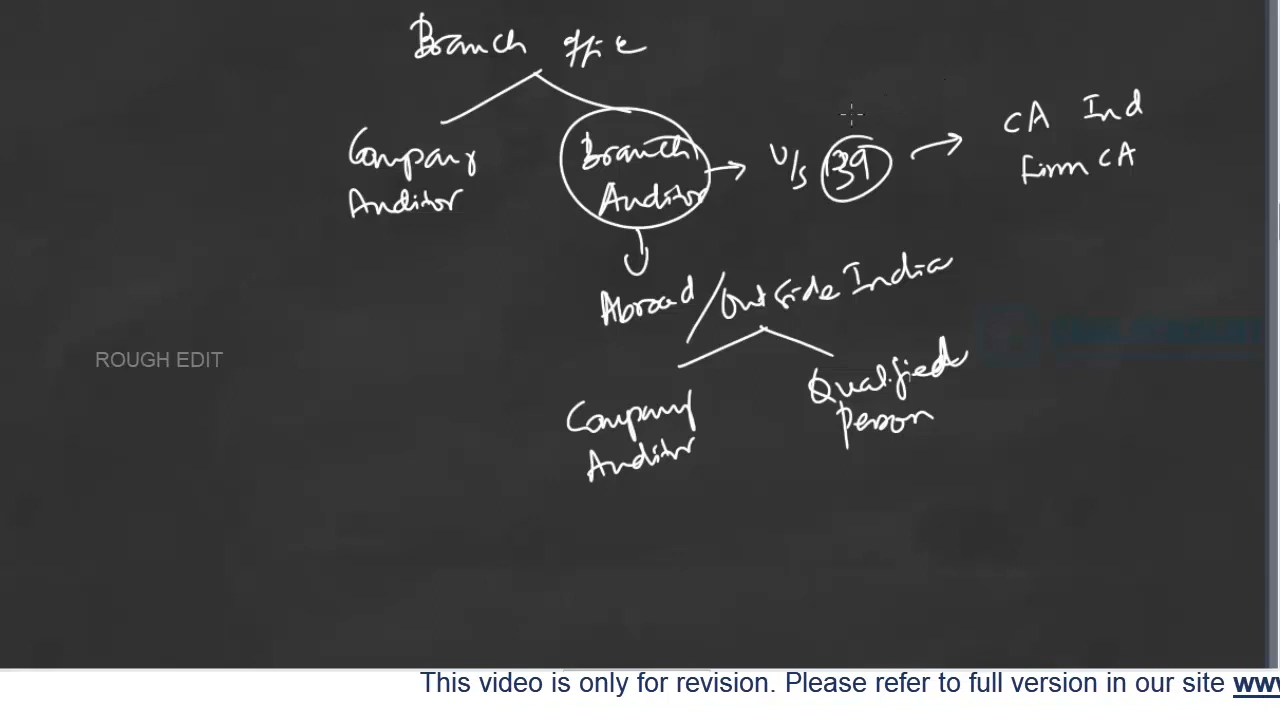 Branch office
Company
Auditor
Branch
Auditor
U/S 139
CA Ind
Firm CA
Abroad / Outside India
ROUGH EDIT
Company
Auditor
Qualified
person
This video is only for revision. Please refer to full version in our site www